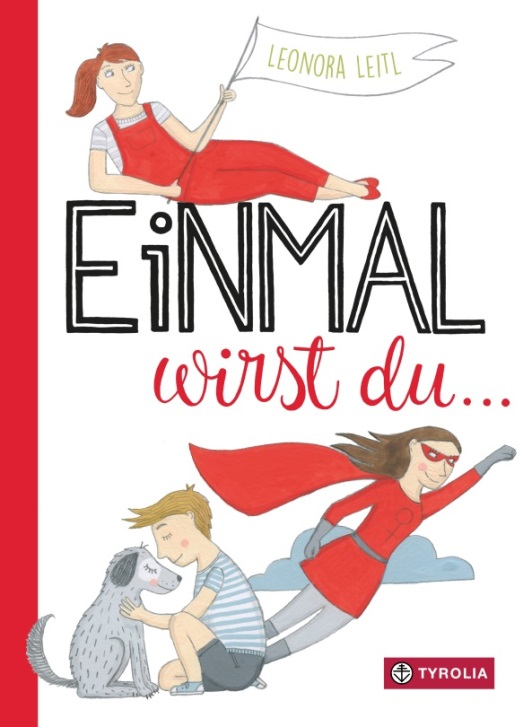 LEONORA LEITL
EiNMAL
wirst du...
TYROLIA